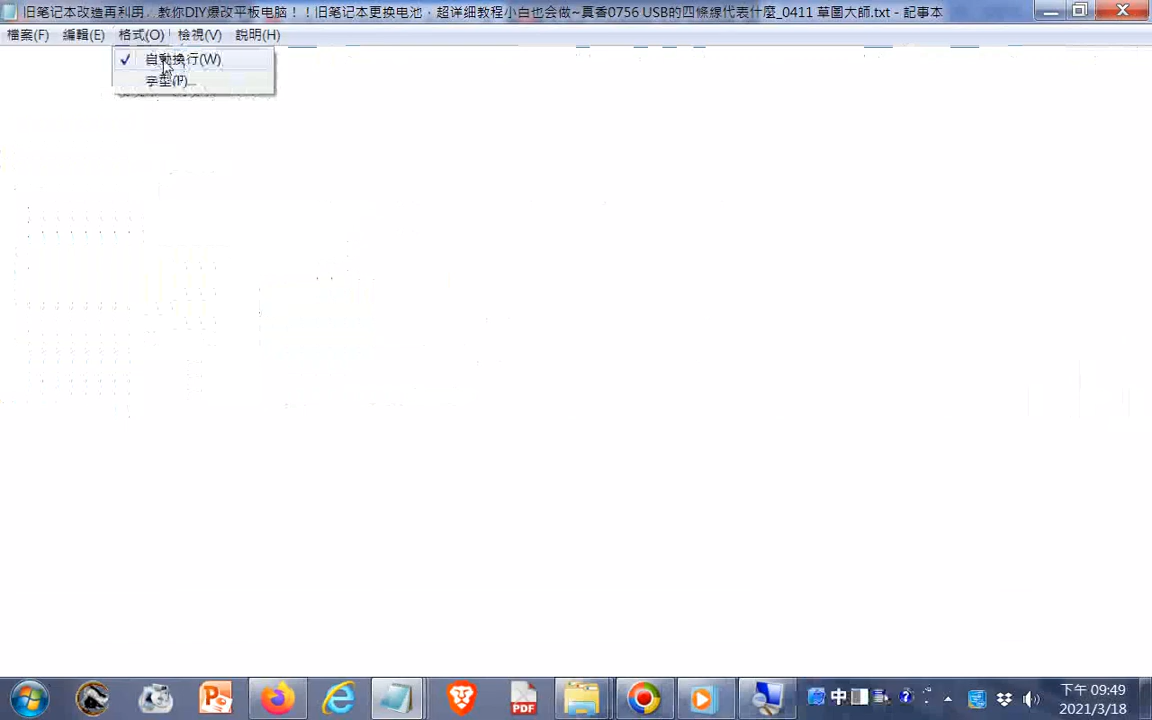 旧笔记本改造再利用，教你DIY爆改平板电脑！！旧笔记本更换电池，超详细教程小白也会做~真香0756 USB的四條線代表什麼_0411 草圖大師.txt - 記事本
檔案(F) 編輯(E) 格式(O) 檢視(V) 說明(H)
自動換行(W)
字型(F)...
中
下午 09:49
2021/3/18
PDF